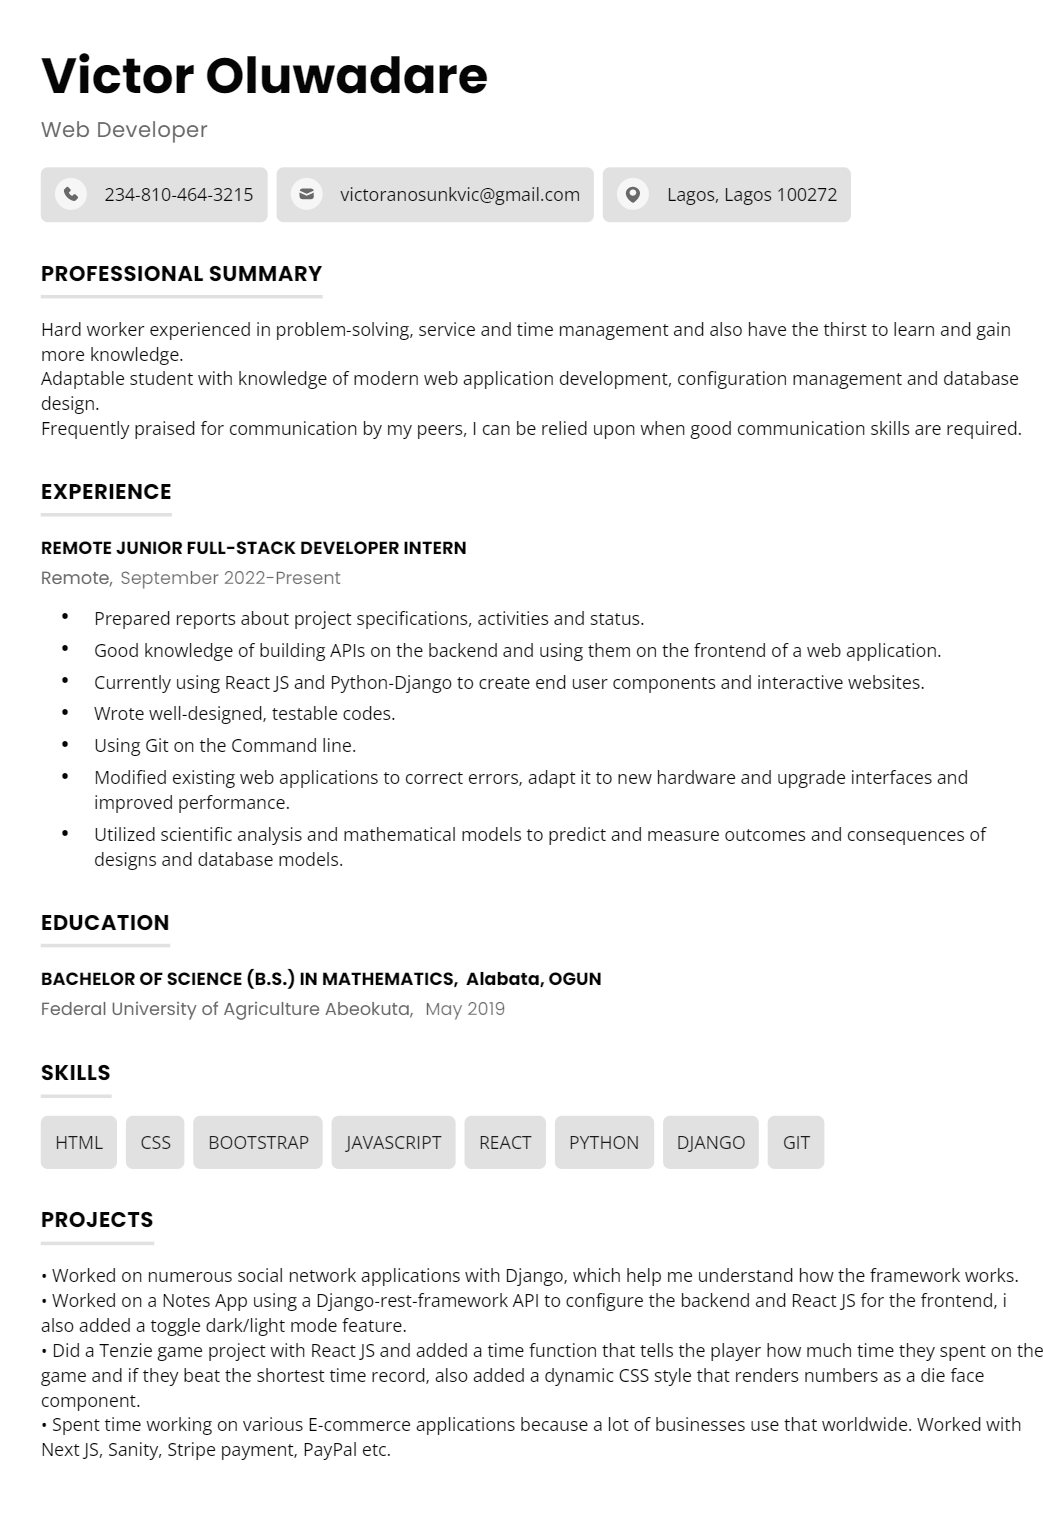 Victor Oluwadare
Web Developer
234-810-464-3215 victoranosunkvic@gmail.com Lagos, Lagos 100272
PROFESSIONAL SUMMARY
Hard worker experienced in problem-solving, service and time management and also have the thirst to learn and gain
more knowledge.
Adaptable student with knowledge of modern web application development, configuration management and database
design.
Frequently praised for communication by my peers, I can be relied upon when good communication skills are required.
EXPERIENCE
REMOTE JUNIOR FULL-STACK DEVELOPER INTERN
Remote, September 2022-Present
• Prepared reports about project specifications, activities and status.
• Good knowledge of building APIs on the backend and using them on the frontend of a web application.
• Currently using React JS and Python-Django to create end user components and interactive websites.
• Wrote well-designed, testable codes.
• Using Git on the Command line.
• Modified existing web applications to correct errors, adapt it to new hardware and upgrade interfaces and
improved performance.
• Utilized scientific analysis and mathematical models to predict and measure outcomes and consequences of
designs and database models.
EDUCATION
BACHELOR OF SCIENCE (B.S.) IN MATHEMATICS, Alabata, OGUN
Federal University of Agriculture Abeokuta, May 2019
SKILLS
HTML CSS BOOTSTRAP JAVASCRIPT REACT PYTHON DJANGO GIT
PROJECTS
• Worked on numerous social network applications with Django, which help me understand how the framework works.
• Worked on a Notes App using a Django-rest-framework API to configure the backend and React JS for the frontend, i
also added a toggle dark/light mode feature.
• Did a Tenzie game project with React JS and added a time function that tells the player how much time they spent on the
game and if they beat the shortest time record, also added a dynamic CSS style that renders numbers as a die face
component.
• Spent time working on various E-commerce applications because a lot of businesses use that worldwide. Worked with
Next JS, Sanity, Stripe payment, PayPal etc.